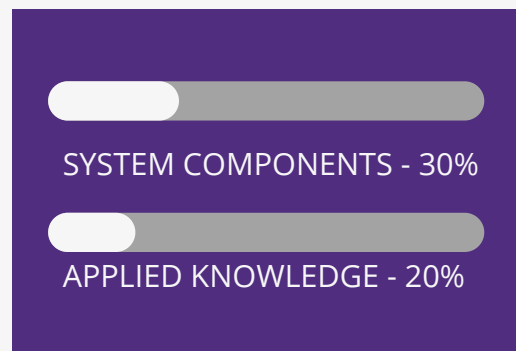 SYSTEM COMPONENTS - 30%
APPLIED KNOWLEDGE - 20%